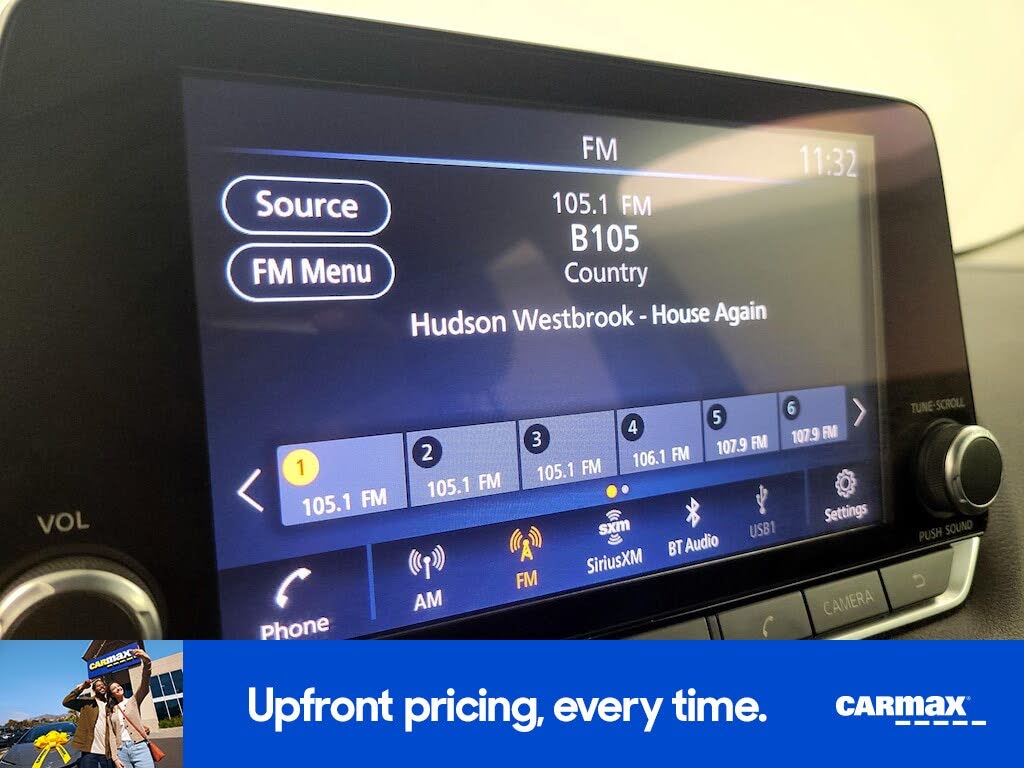 FM
11:32
Source
105.1 FM
B105
FM Menu
Country
Hudson Westbrook - House Again
1
105.1 FM
2
105.1 FM
3
105.1 FM
4
106.1 FM
5
107.9 FM
6
107.9 FM
TUNE·SCROLL
VOL
Phone
AM
FM
sxm
SiriusXM
BT Audio
USB1
Settings
PUSH SOUND
CAMERA
CARMAX
Upfront pricing, every time.
CARMAX